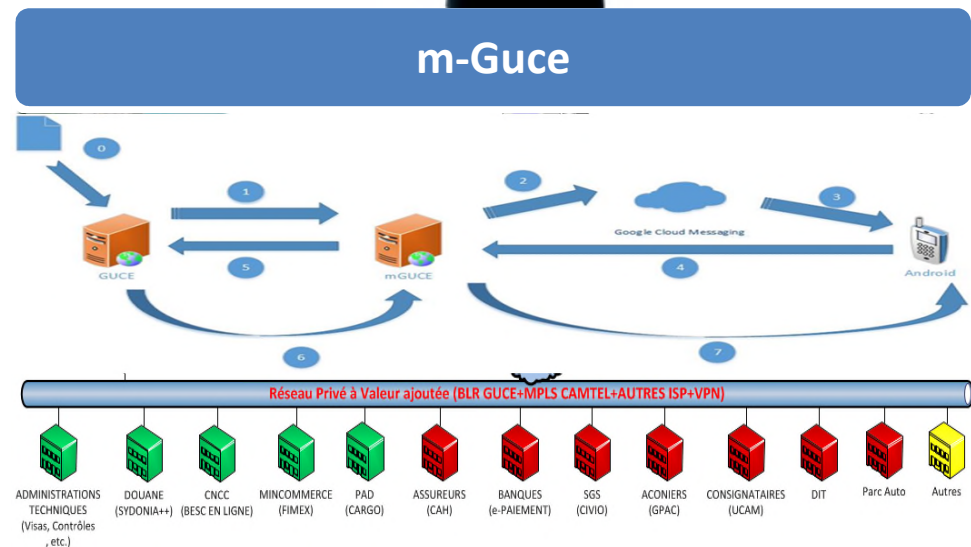 m-Guce
0
1
2
3
Google Cloud Messaging
GUCE
5
mGUCE
4
Android
6
7
Réseau Privé à Valeur ajoutée (BLR GUCE+MPLS CAMTEL+AUTRES ISP+VPN)
ADMINISTRATIONS
TECHNIQUES
(Visas, Contrôles
, etc.)
DOUANE
(SYDONIA++)
CNCC
(BESC EN LIGNE)
MINCOMMERCE
(FIMEX)
PAD
(CARGO)
ASSUREURS
(CAH)
BANQUES
(e-PAIEMENT)
SGS
(CIVIO)
ACONIERS
(GPAC)
CONSIGNATAIRES
(UCAM)
DIT
Parc Auto
Autres